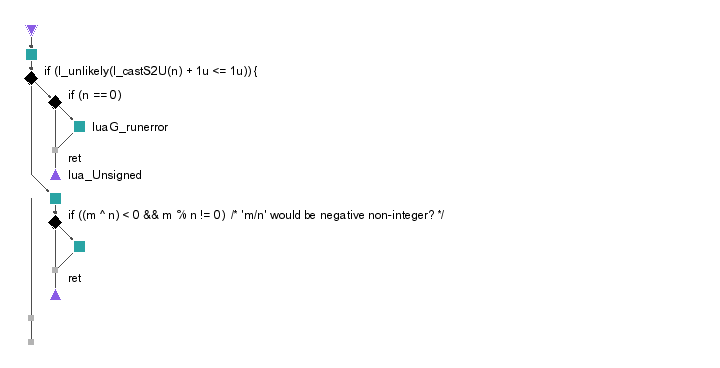 if (l_unlikely(l_castS2U(n) + 1u <= 1u)) {
if (n == 0)
luaG_runerror
ret
lua_Unsigned
if ((m ^ n) < 0 && m % n != 0)  /* 'm/n' would be negative non-integer? */
ret